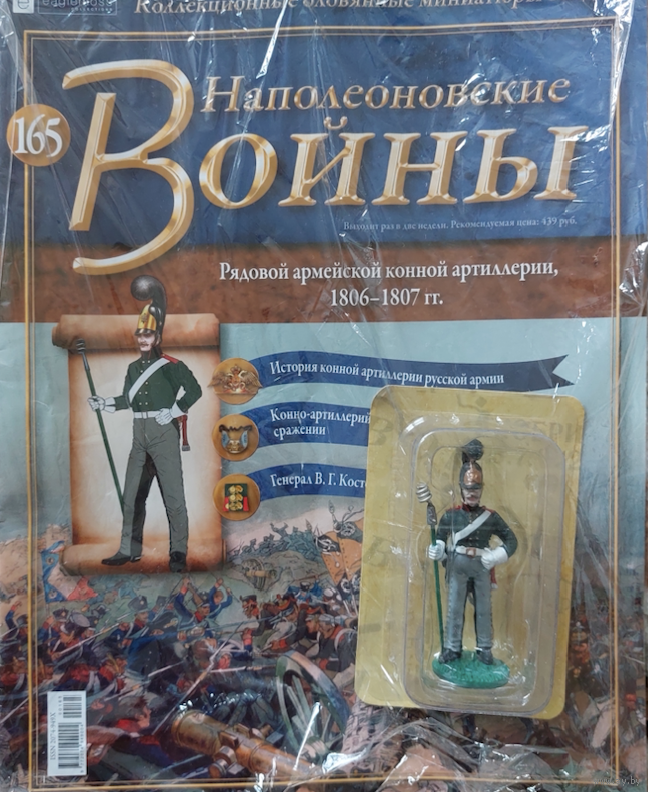 eaglemoss
Коллекционные оловянные миниатюры
165
Наполеоновские
Войны
Выходит раз в две недели. Рекомендуемая цена: 439 руб.
Рядовой армейской конной артиллерии,
1806–1807 гг.
История конной артиллерии русской армии
Конно-артиллерий
сражении
Генерал В. Г. Кост